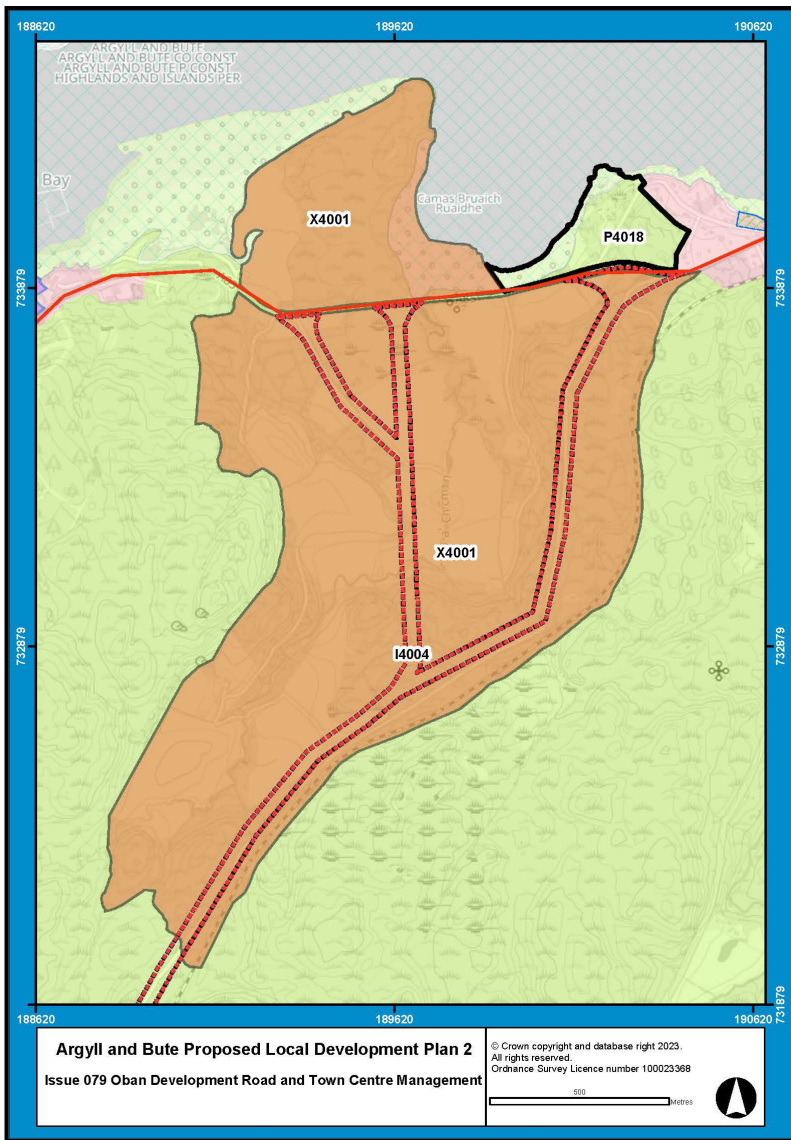 188620
189620
190620
ARGYLL AND BUTE
ARGYLL AND BUTE CO CONST
ARGYLL AND BUTE P CONST
HIGHLANDS AND ISLANDS PER
Bay
Camas Bruaich
Ruaidhe
X4001
P4018
733879
733879
X4001
I4004
732879
732879
731879
188620
189620
190620
Argyll and Bute Proposed Local Development Plan 2
Issue 079 Oban Development Road and Town Centre Management
© Crown copyright and database right 2023.
All rights reserved.
Ordnance Survey Licence number 100023368
500
Metres